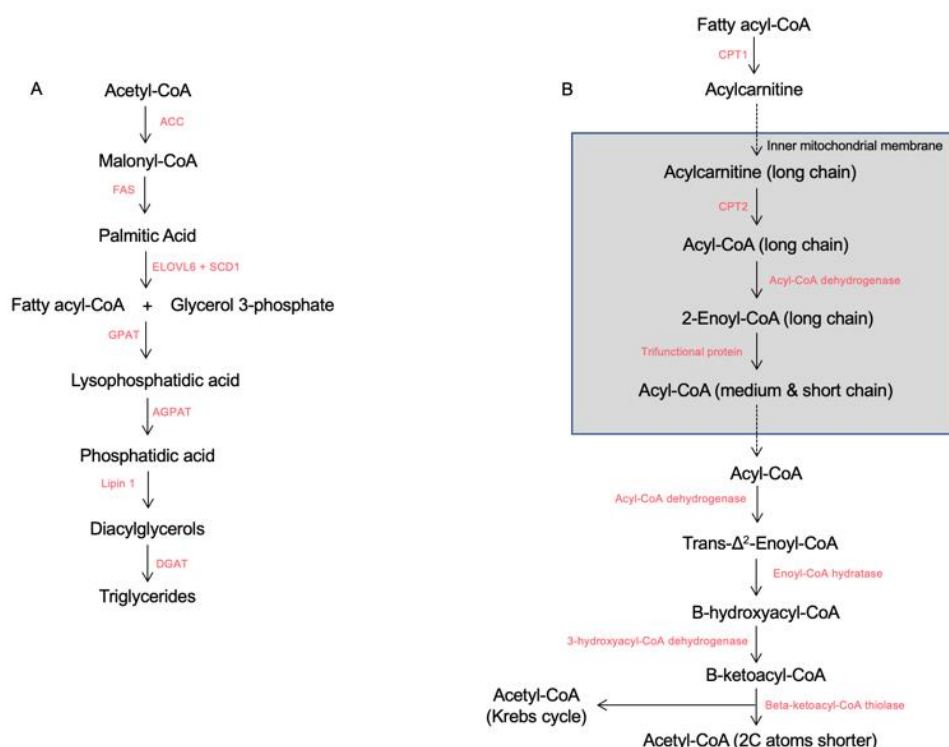 A
Acetyl-CoA
ACC
Malonyl-CoA
FAS
Palmitic Acid
ELOVL6 + SCD1
Fatty acyl-CoA + Glycerol 3-phosphate
GPAT
Lysophosphatidic acid
AGPAT
Phosphatidic acid
Lipin 1
Diacylglycerols
DGAT
Triglycerides
B
Fatty acyl-CoA
CPT1
Acylcarnitine
Inner mitochondrial membrane
Acylcarnitine (long chain)
CPT2
Acyl-CoA (long chain)
Acyl-CoA dehydrogenase
2-Enoyl-CoA (long chain)
Trifunctional protein
Acyl-CoA (medium & short chain)
Acyl-CoA
Acyl-CoA dehydrogenase
Trans-Δ²-Enoyl-CoA
Enoyl-CoA hydratase
B-hydroxyacyl-CoA
3-hydroxyacyl-CoA dehydrogenase
B-ketoacyl-CoA
Beta-ketoacyl-CoA thiolase
Acetyl-CoA
(Krebs cycle)
Acetyl-CoA (2C atoms shorter)